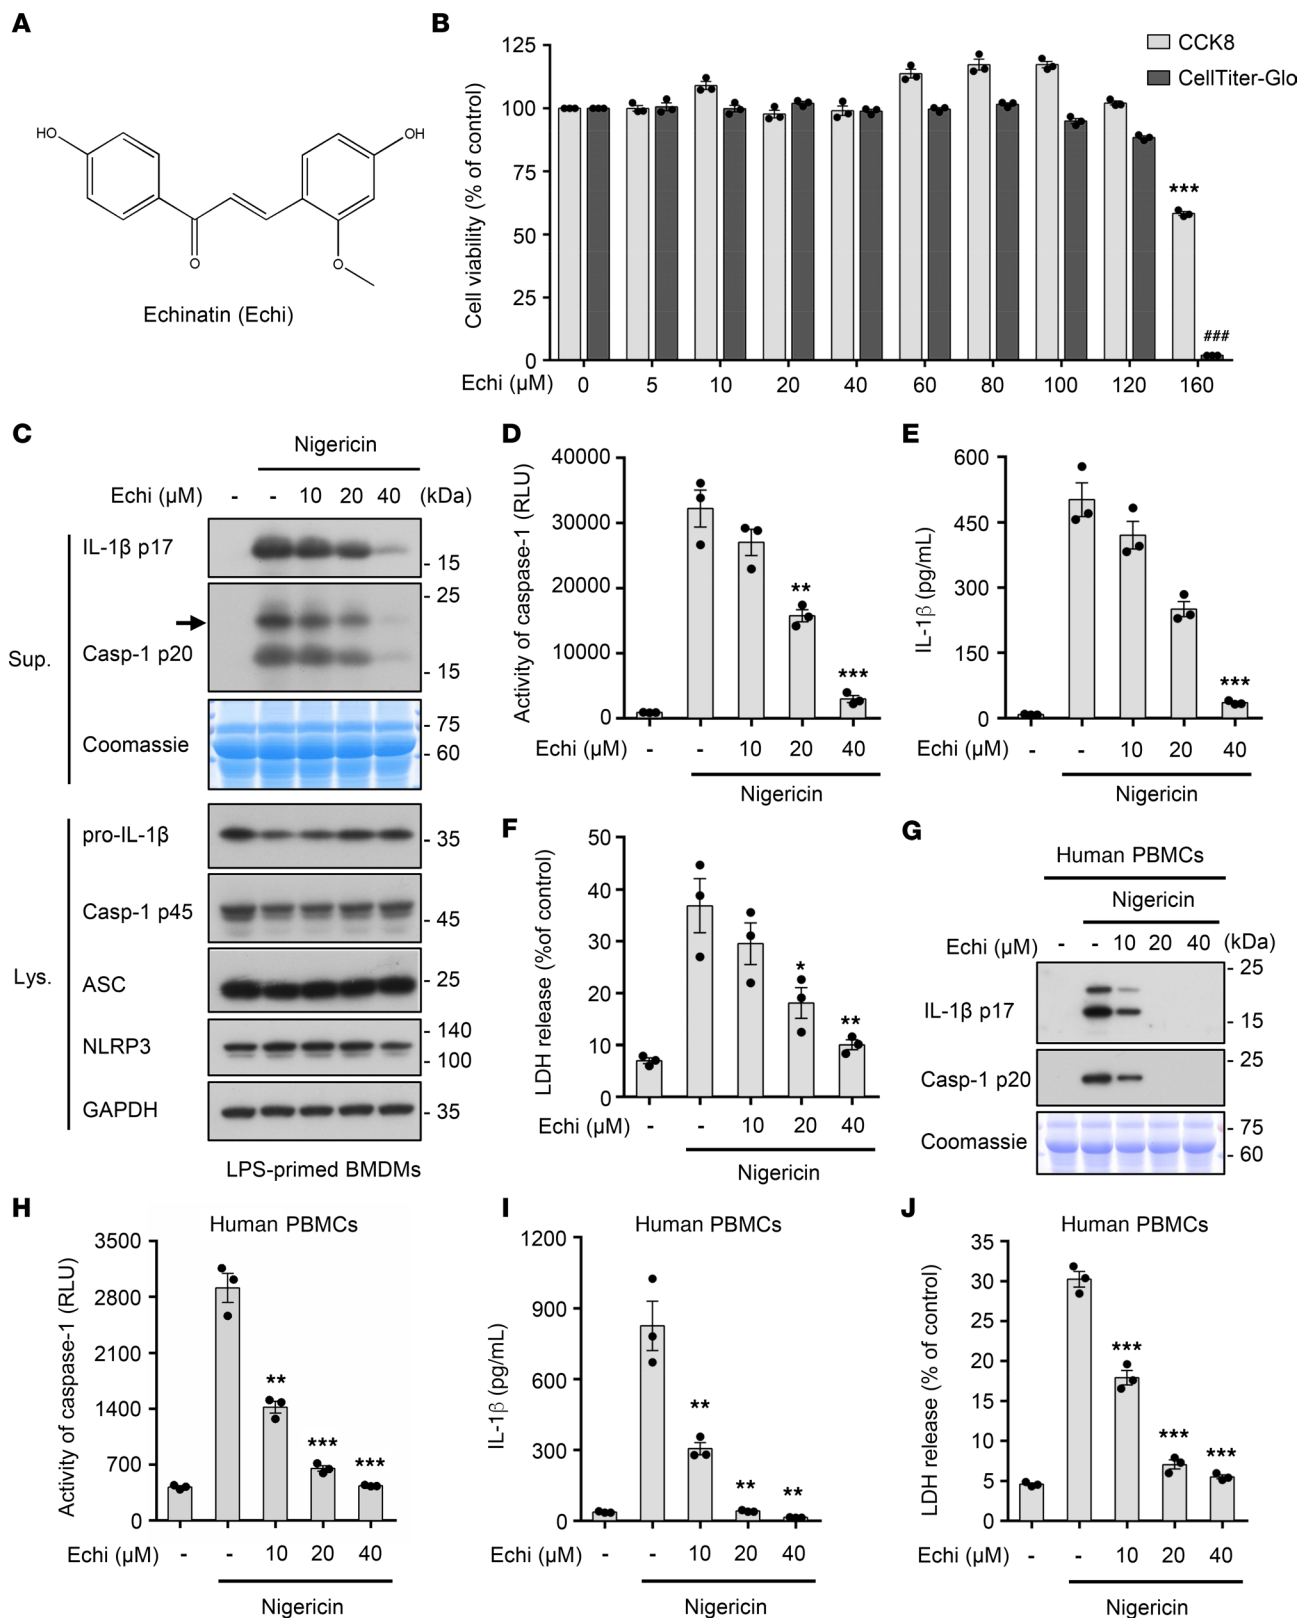 A
HO
OH
O
O
Echinatin (Echi)
B
Cell viability (% of control)
125
100
75
50
25
0
CCK8
CellTiter-Glo
***
###
Echi (µM) 0 5 10 20 40 60 80 100 120 160
C
Nigericin
Echi (µM) - - 10 20 40 (kDa)
Sup.
IL-1β p17
- 15
- 25
Casp-1 p20
- 15
Coomassie
- 75
- 60
Lys.
pro-IL-1β
- 35
Casp-1 p45
- 45
ASC
- 25
NLRP3
- 140
- 100
GAPDH
- 35
LPS-primed BMDMs
D
Activity of caspase-1 (RLU)
40000
30000
20000
10000
0
**
***
Echi (µM) - - 10 20 40
Nigericin
E
IL-1β (pg/mL)
600
450
300
150
0
***
Echi (µM) - - 10 20 40
Nigericin
F
LDH release (%of control)
50
40
30
20
10
0
*
**
Echi (µM) - - 10 20 40
Nigericin
G
Human PBMCs
Nigericin
Echi (µM) - - 10 20 40 (kDa)
- 25
IL-1β p17
- 15
- 25
Casp-1 p20
Coomassie
- 75
- 60
H
Human PBMCs
Activity of caspase-1 (RLU)
3500
2800
2100
1400
700
0
**
***
***
Echi (µM) - - 10 20 40
Nigericin
I
Human PBMCs
IL-1β (pg/mL)
1200
900
600
300
0
**
**
**
Echi (µM) - - 10 20 40
Nigericin
J
Human PBMCs
LDH release (% of control)
35
30
25
20
15
10
5
0
***
***
***
Echi (µM) - - 10 20 40
Nigericin